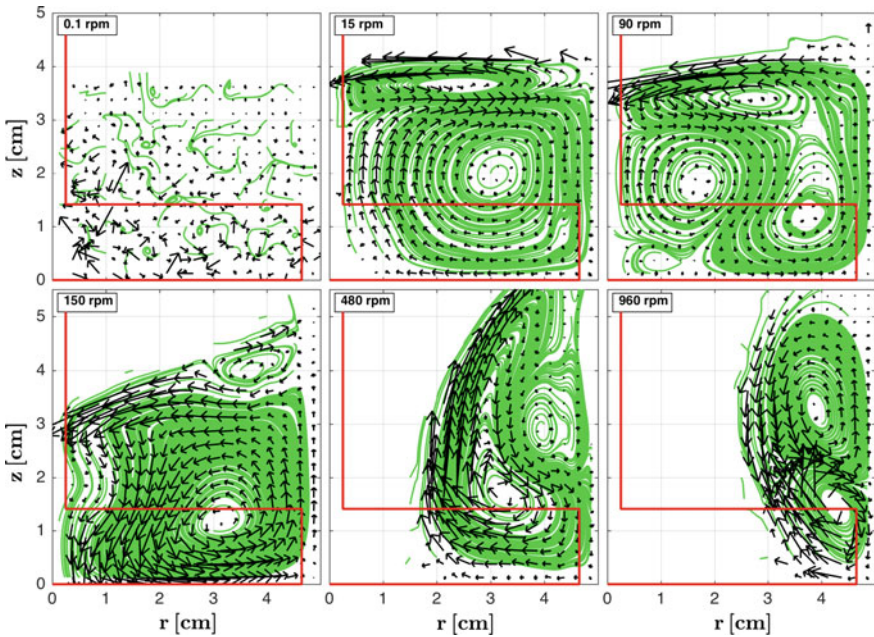 0.1 rpm
15 rpm
90 rpm
5
4
3
2
1
0
z [cm]
150 rpm
480 rpm
960 rpm
5
4
3
2
1
0
z [cm]
0 1 2 3 4 0 1 2 3 4 0 1 2 3 4
r [cm] r [cm] r [cm]